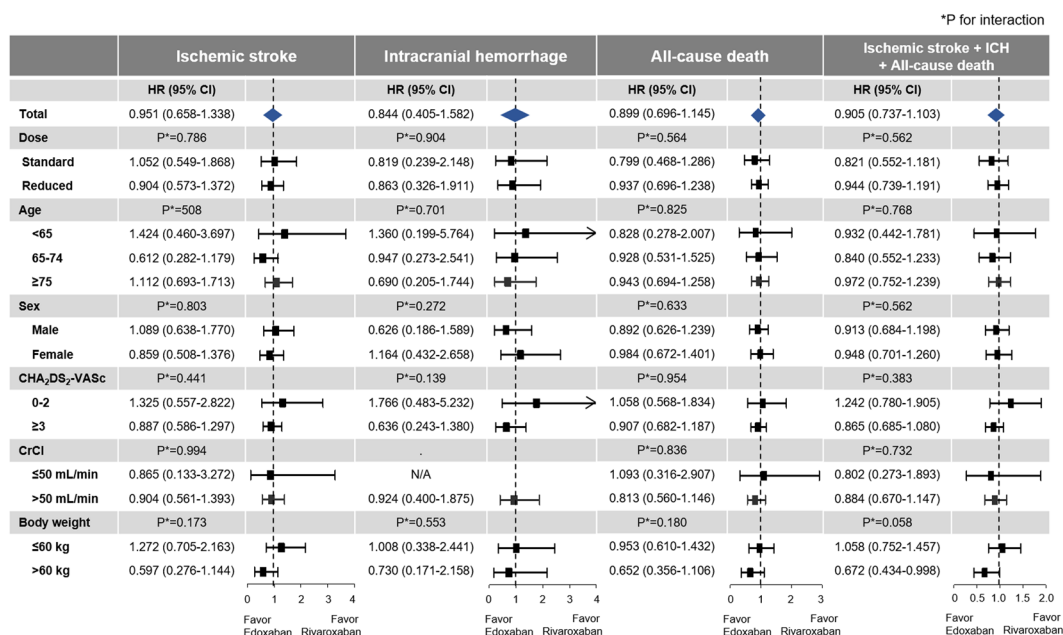 *P for interaction
Ischemic stroke Intracranial hemorrhage All-cause death Ischemic stroke + ICH
+ All-cause death
HR (95% CI) HR (95% CI) HR (95% CI) HR (95% CI)
Total 0.951 (0.658-1.338) 0.844 (0.405-1.582) 0.899 (0.696-1.145) 0.905 (0.737-1.103)
Dose P*=0.786 P*=0.904 P*=0.564 P*=0.562
Standard 1.052 (0.549-1.868) 0.819 (0.239-2.148) 0.799 (0.468-1.286) 0.821 (0.552-1.181)
Reduced 0.904 (0.573-1.372) 0.863 (0.326-1.911) 0.937 (0.696-1.238) 0.944 (0.739-1.191)
Age P*=508 P*=0.701 P*=0.825 P*=0.768
<65 1.424 (0.460-3.697) 1.360 (0.199-5.764) 0.828 (0.278-2.007) 0.932 (0.442-1.781)
65-74 0.612 (0.282-1.179) 0.947 (0.273-2.541) 0.928 (0.531-1.525) 0.840 (0.552-1.233)
≥75 1.112 (0.693-1.713) 0.690 (0.205-1.744) 0.943 (0.694-1.258) 0.972 (0.752-1.239)
Sex P*=0.803 P*=0.272 P*=0.633 P*=0.562
Male 1.089 (0.638-1.770) 0.626 (0.186-1.589) 0.892 (0.626-1.239) 0.913 (0.684-1.198)
Female 0.859 (0.508-1.376) 1.164 (0.432-2.658) 0.984 (0.672-1.401) 0.948 (0.701-1.260)
CHA₂DS₂-VASc P*=0.441 P*=0.139 P*=0.954 P*=0.383
0-2 1.325 (0.557-2.822) 1.766 (0.483-5.232) 1.058 (0.568-1.834) 1.242 (0.780-1.905)
≥3 0.887 (0.586-1.297) 0.636 (0.243-1.380) 0.907 (0.682-1.187) 0.865 (0.685-1.080)
CrCl P*=0.994 . P*=0.836 P*=0.732
≤50 mL/min 0.865 (0.133-3.272) N/A 1.093 (0.316-2.907) 0.802 (0.273-1.893)
>50 mL/min 0.904 (0.561-1.393) 0.924 (0.400-1.875) 0.813 (0.560-1.146) 0.884 (0.670-1.147)
Body weight P*=0.173 P*=0.553 P*=0.180 P*=0.058
≤60 kg 1.272 (0.705-2.163) 1.008 (0.338-2.441) 0.953 (0.610-1.432) 1.058 (0.752-1.457)
>60 kg 0.597 (0.276-1.144) 0.730 (0.171-2.158) 0.652 (0.356-1.106) 0.672 (0.434-0.998)
0 1 2 3 4 0 1 2 3 4 0 1 2 3 0 0.5 1.0 1.5 2.0
Favor Favor Favor Favor Favor Favor Favor Favor
Edoxaban Rivaroxaban Edoxaban Rivaroxaban Edoxaban Rivaroxaban Edoxaban Rivaroxaban